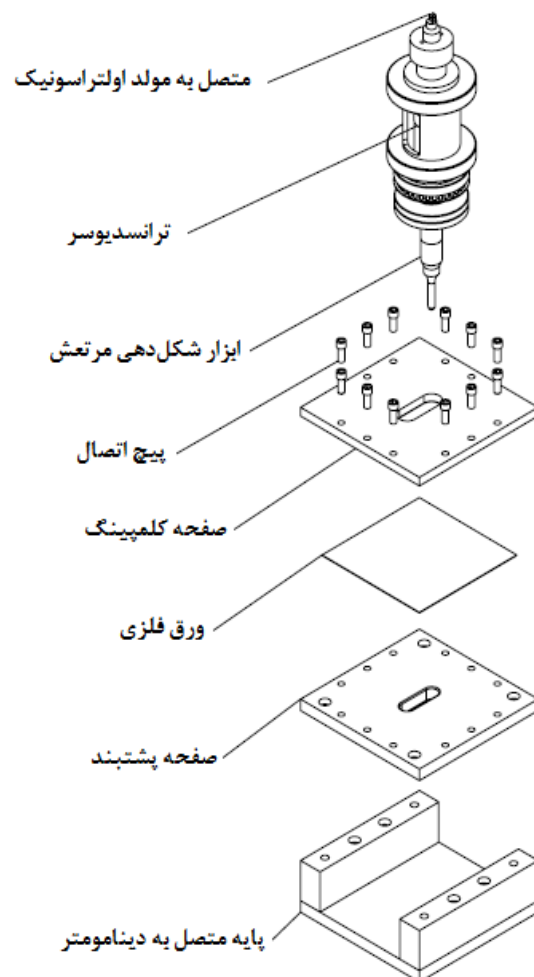 متصل به مولد اولتراسونیک
ترانسدیوسر
ابزار شکل‌دهی مرتعش
پیچ اتصال
صفحه کلمپینگ
ورق فلزی
صفحه پشتبند
پایه متصل به دینامومتر